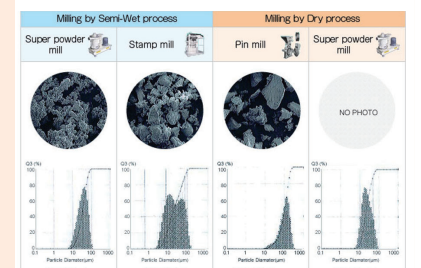 Milling by Semi-Wet process
Milling by Dry process
Super powder
mill
Stamp mill
Pin mill
Super powder
mill
NO PHOTO
Q3 (%)
100
80
60
40
20
0
0.1 1 10 100 1000
Particle Diameter(μm)
Q3 (%)
100
80
60
40
20
0
0.1 1 10 100 1000
Particle Diameter(μm)
Q3 (%)
100
80
60
40
20
0
0.1 1 10 100 1000
Particle Diameter(μm)
Q3 (%)
100
80
60
40
20
0
0.1 1 10 100 1000
Particle Diameter(μm)